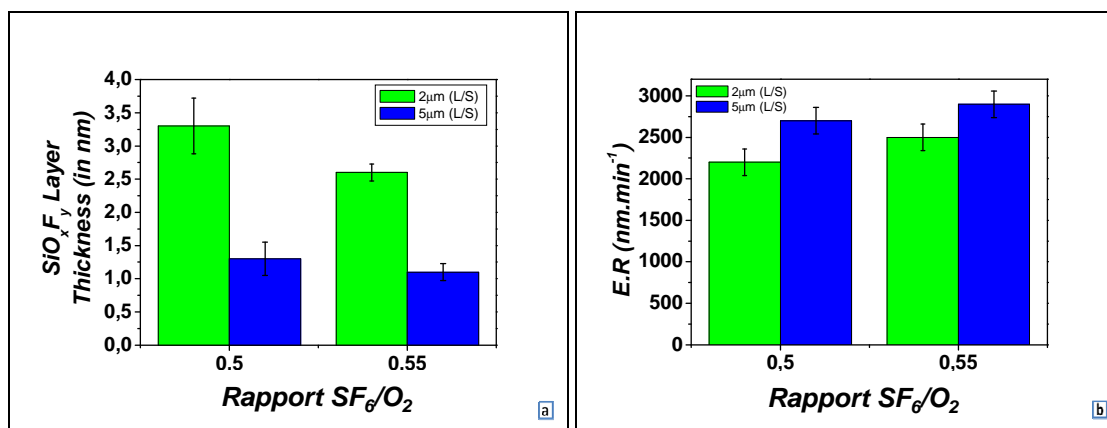 4,0
3,5
3,0
2,5
2,0
1,5
1,0
0,5
0,0
SiOxFy Layer
Thickness (in nm)
2µm (L/S)
5µm (L/S)
0.5
0.55
Rapport SF6/O2
a
3000
2500
2000
1500
1000
500
0
E.R (nm.min-1)
2µm (L/S)
5µm (L/S)
0,5
0,55
Rapport SF6/O2
b